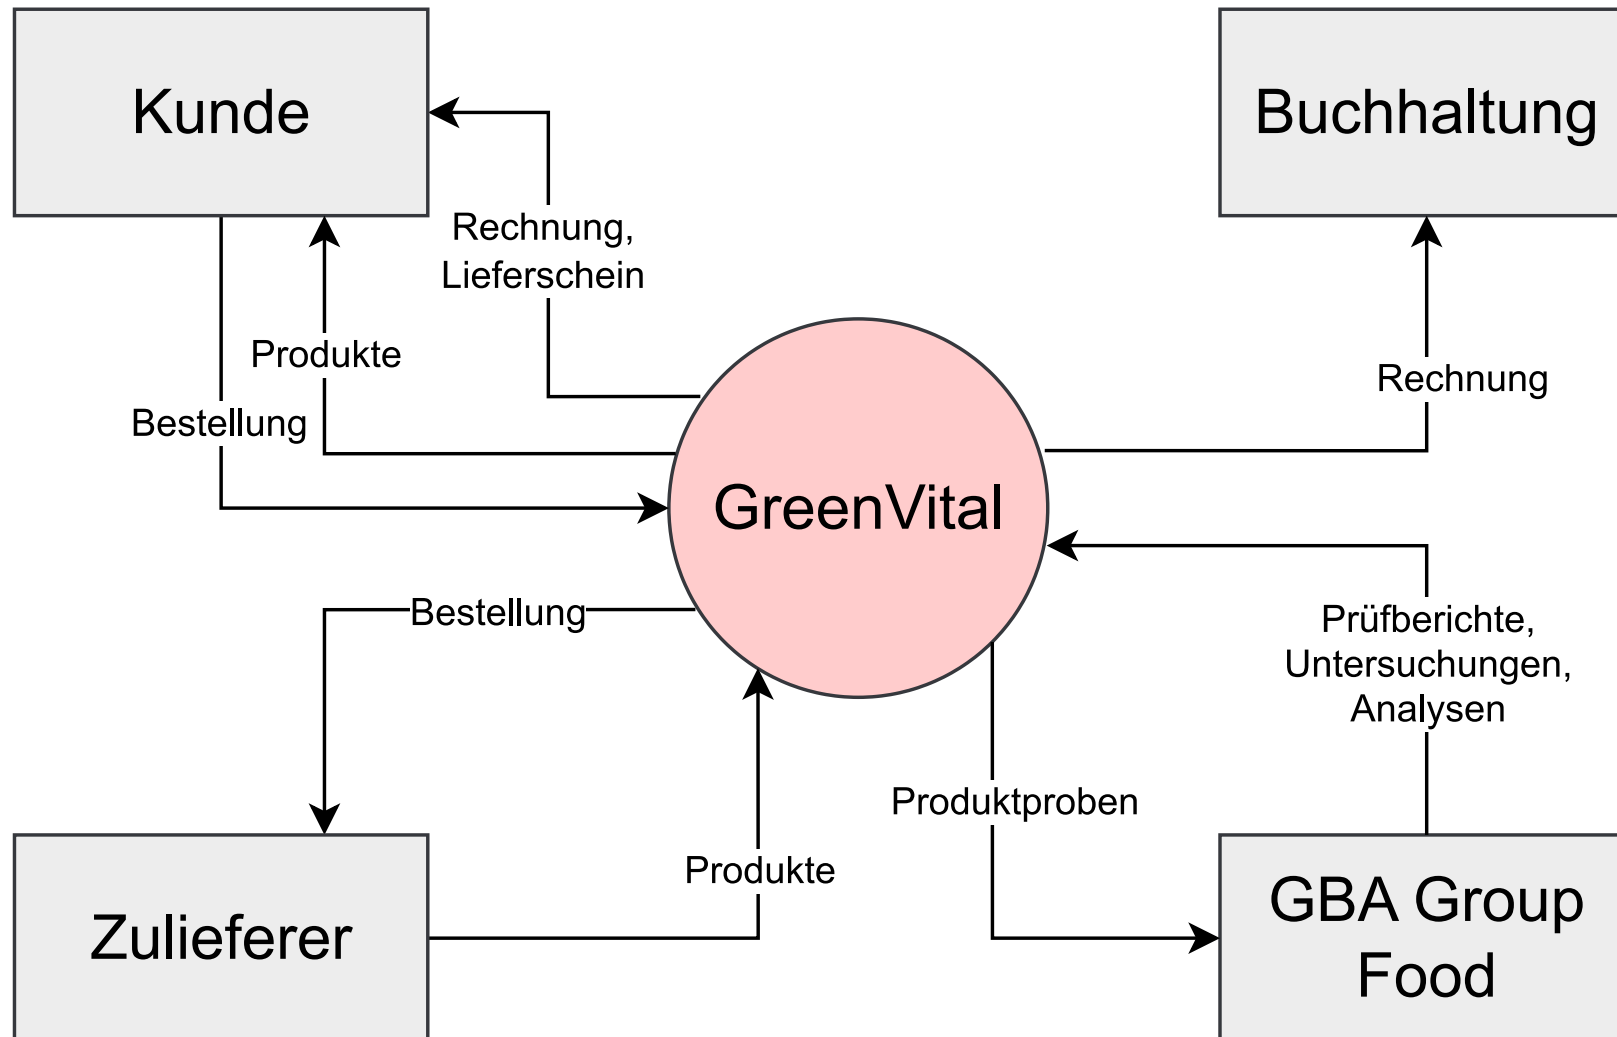 Kunde
Buchhaltung
Rechnung,
Lieferschein
Produkte
Rechnung
Bestellung
GreenVital
Bestellung
Prüfberichte,
Untersuchungen,
Analysen
Produktproben
Produkte
Zulieferer
GBA Group
Food